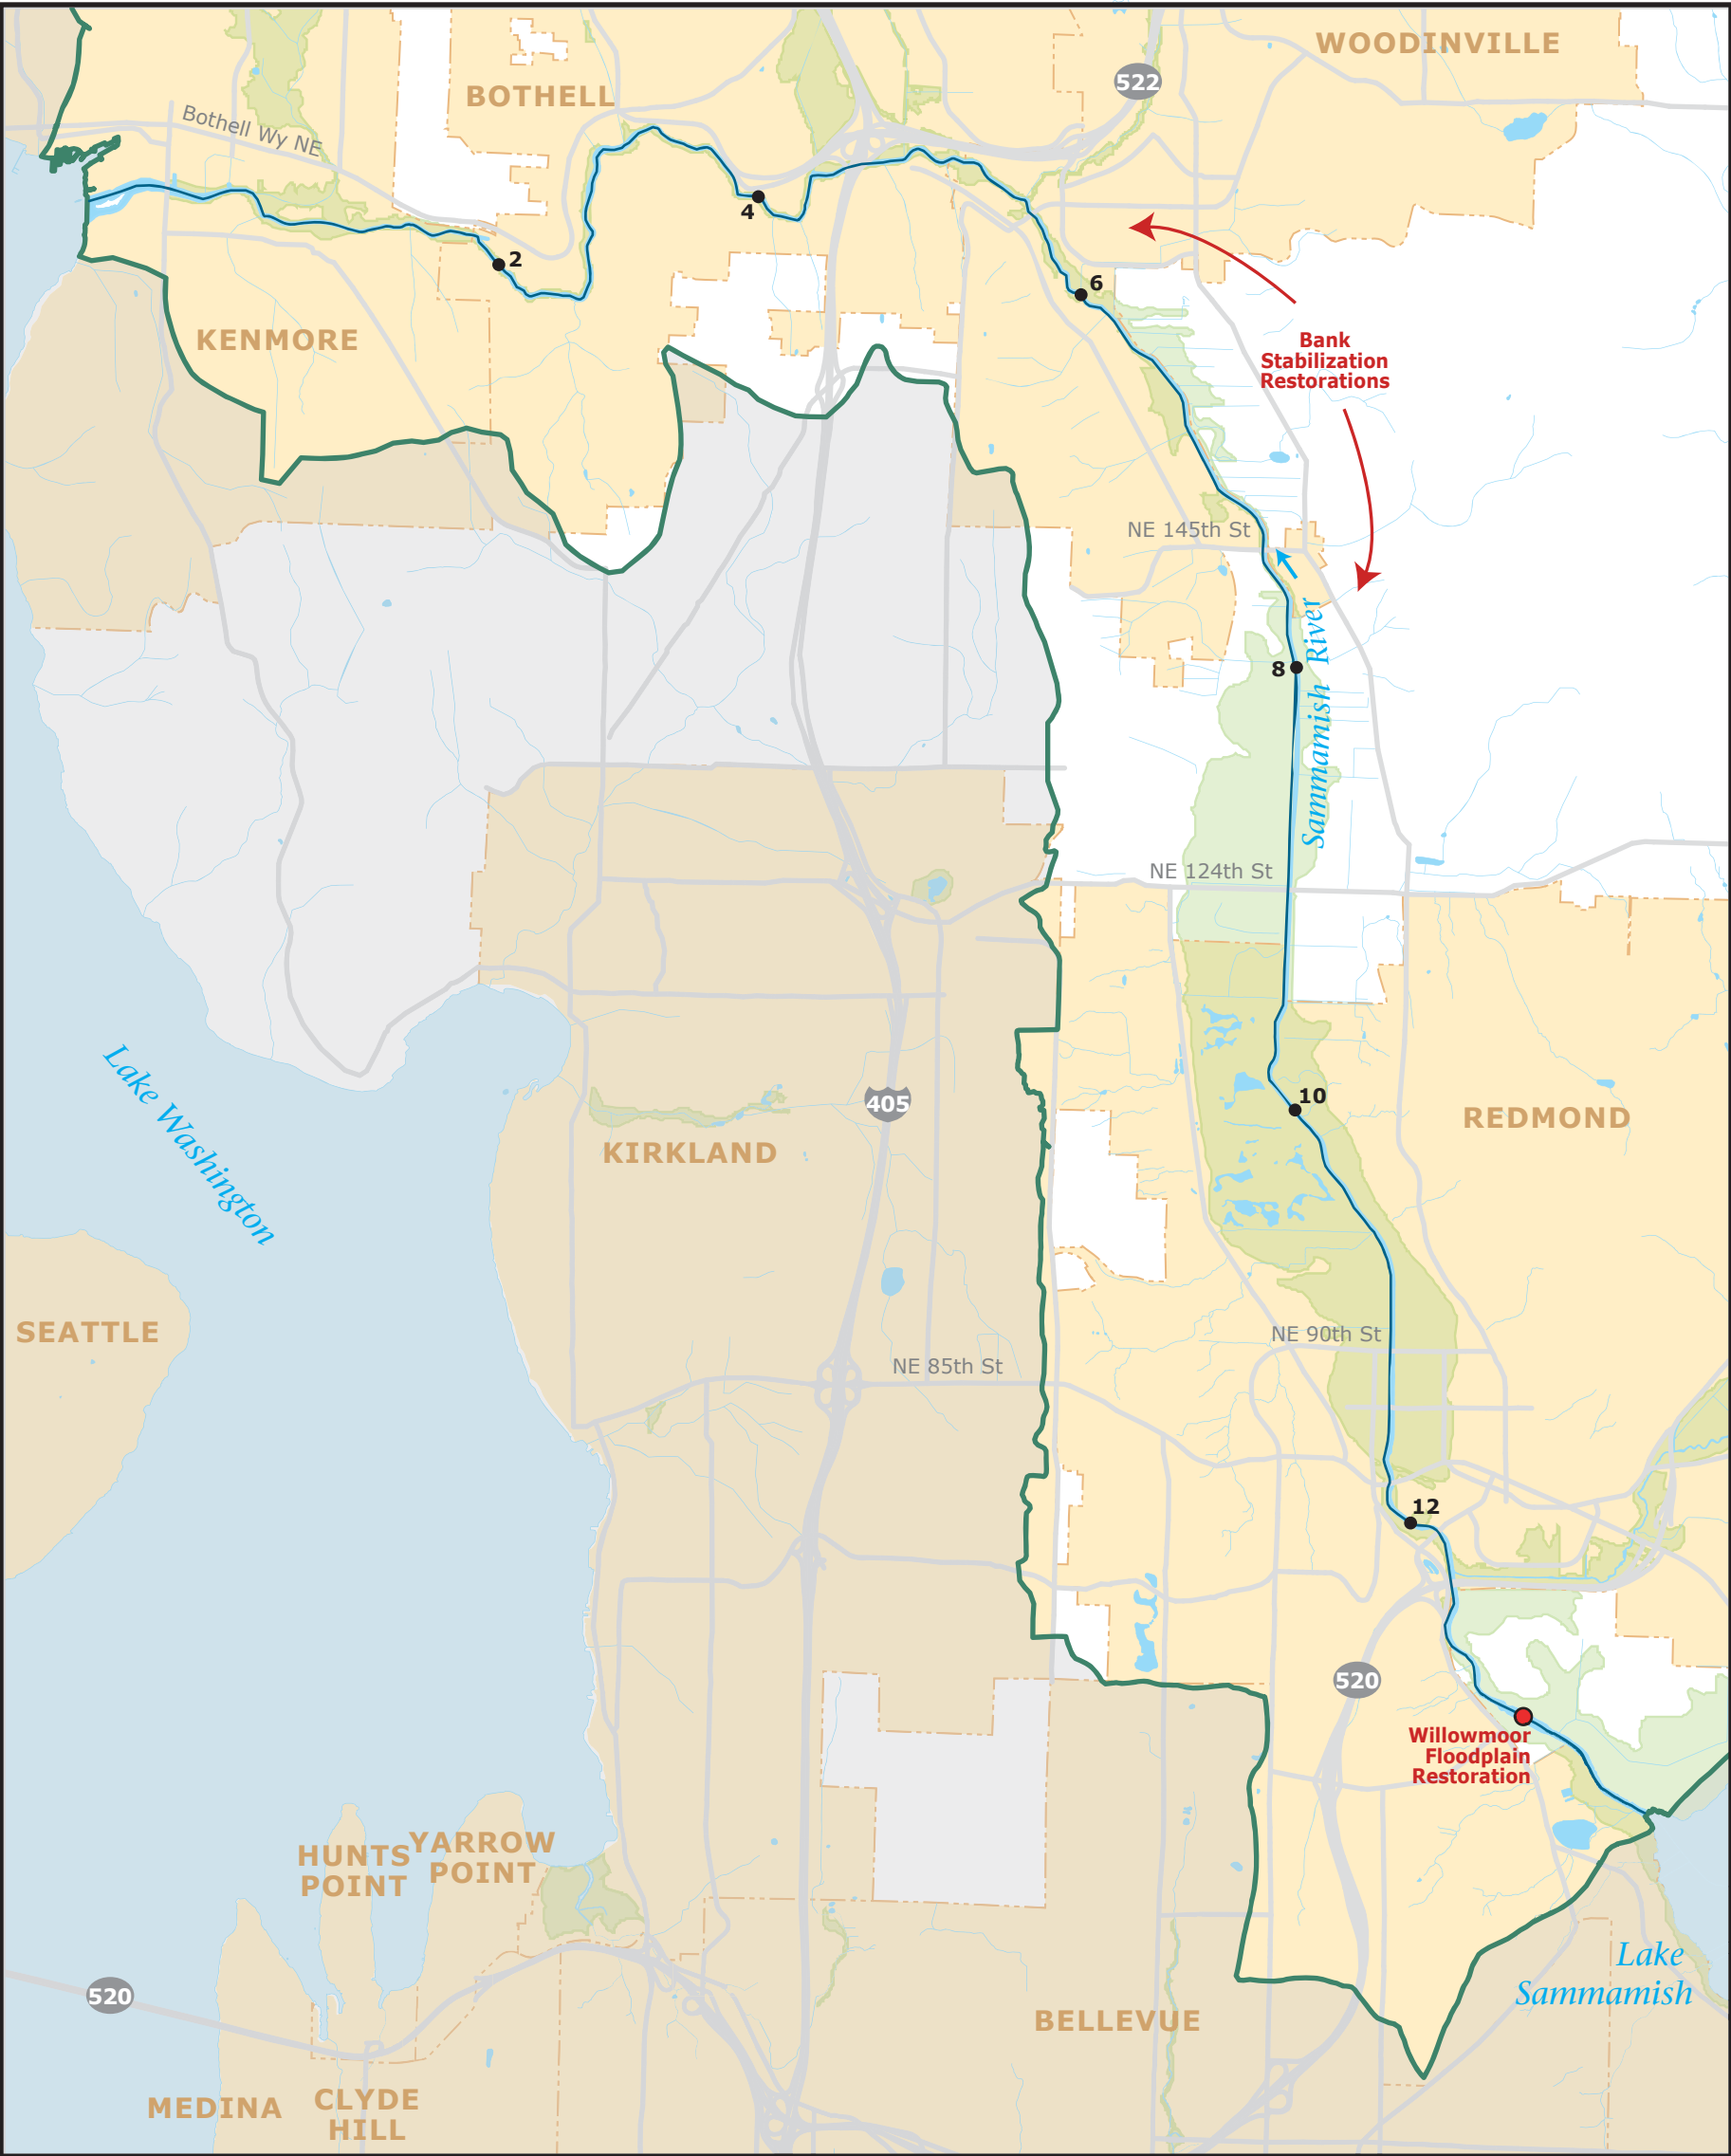 WOODINVILLE
522
BOTHELL
Bothell Wy NE
4
2
6
KENMORE
Bank
Stabilization
Restorations
NE 145th St
8
Sammamish River
NE 124th St
Lake Washington
405
10
REDMOND
KIRKLAND
SEATTLE
NE 90th St
NE 85th St
12
520
Willowmoor
Floodplain
Restoration
HUNTS
POINT
YARROW
POINT
Lake
Sammamish
520
BELLEVUE
MEDINA
CLYDE
HILL